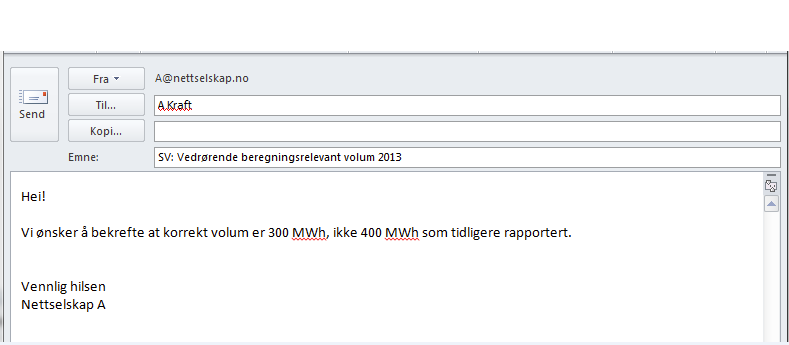 Fra
A@nettselskap.no
Send
Til...
A.Kraft
Kopi...
Emne:
SV: Vedrørende beregningsrelevant volum 2013
Hei!
Vi ønsker å bekrefte at korrekt volum er 300 MWh, ikke 400 MWh som tidligere rapportert.
Vennlig hilsen
Nettselskap A